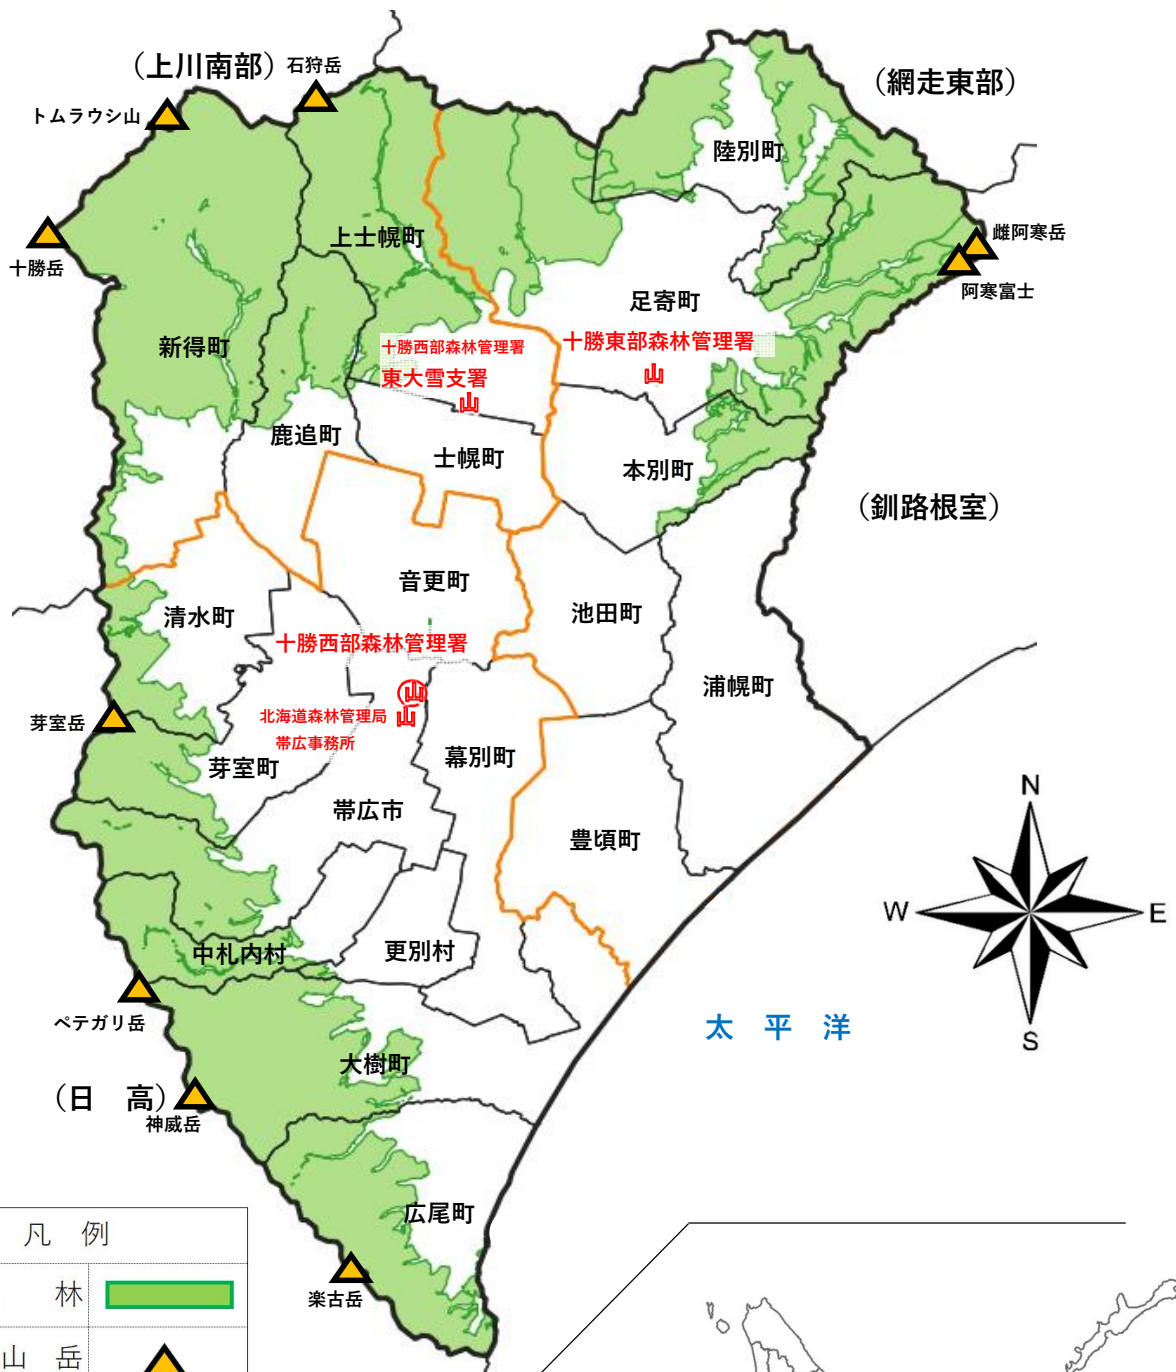 （上川南部）
石狩岳
（網走東部）
トムラウシ山
陸別町
上士幌町
雌阿寒岳
十勝岳
阿寒富士
足寄町
新得町
十勝西部森林管理署
東大雪支署
十勝東部森林管理署
山
山
鹿追町
士幌町
本別町
（釧路根室）
音更町
清水町
池田町
十勝西部森林管理署
浦幌町
山
山
北海道森林管理局
帯広事務所
芽室岳
幕別町
芽室町
帯広市
豊頃町
N
W
E
S
中札内村
更別村
ペテガリ岳
太　平　洋
大樹町
（日　高）
神威岳
広尾町
楽古岳
凡　例
林
山　岳